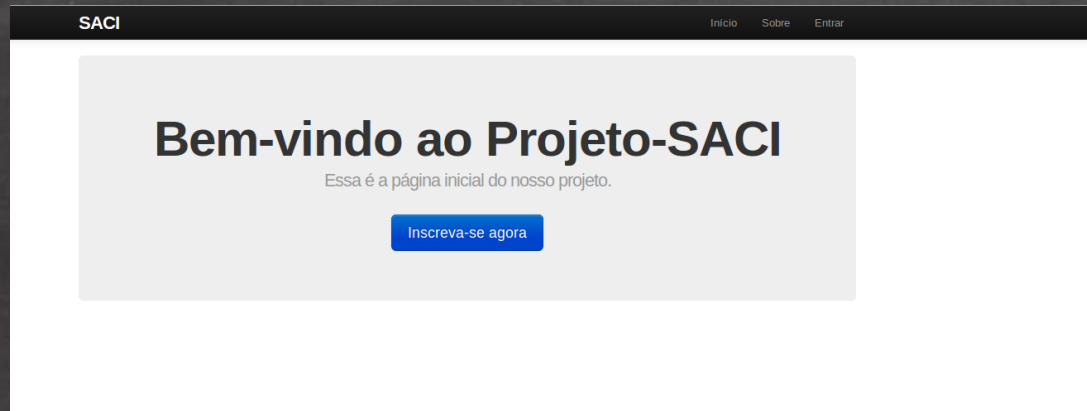 SACI Início Sobre Entrar
Bem-vindo ao Projeto-SACI
Essa é a página inicial do nosso projeto.
Inscreva-se agora